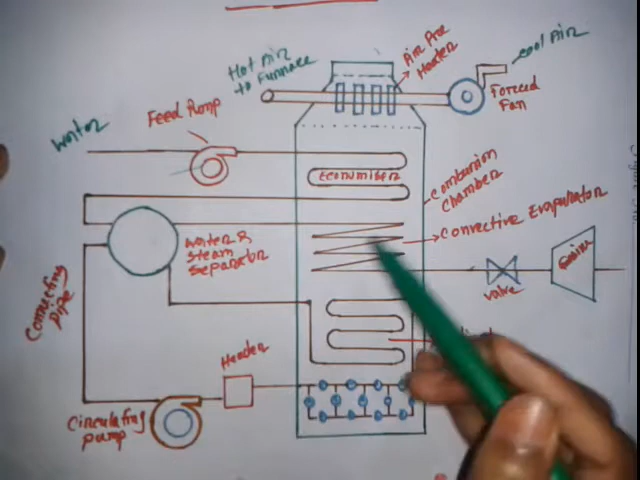 Hot Air
to Furnace
Air Pre
Heater
cool Air
Forced
Fan
Feed Pump
Water
Economiser
Combusion
Chamber
Convective Evaporator
Water &
Steam
Separator
Valve
Connecting
pipe
Header
Circulating
pump